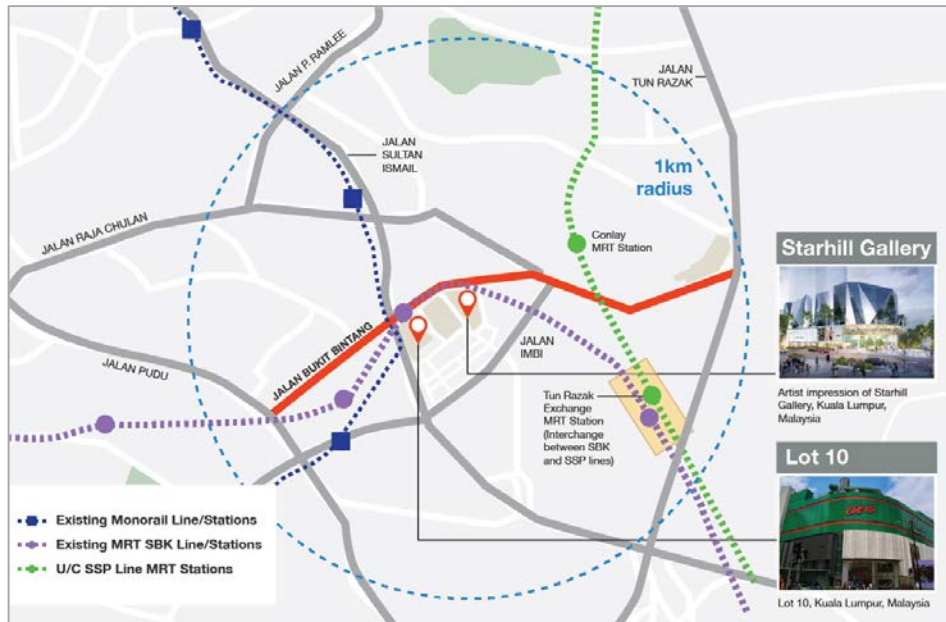 JALAN P. RAMLEE
JALAN
TUN RAZAK
JALAN
SULTAN
ISMAIL
1km
radius
JALAN RAJA CHULAN
Conlay
MRT Station
Starhill Gallery
JALAN BUKIT BINTANG
JALAN
IMBI
JALAN PUDU
Artist impression of Starhill
Gallery, Kuala Lumpur,
Malaysia
Tun Razak
Exchange
MRT Station
(Interchange
between SBK
and SSP lines)
Lot 10
Lot 10
Existing Monorail Line/Stations
Existing MRT SBK Line/Stations
U/C SSP Line MRT Stations
Lot 10, Kuala Lumpur, Malaysia